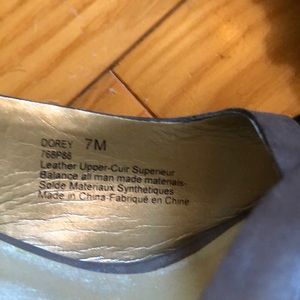 DOREY 7M
768P88
Leather Upper-Cuir Superieur
Balance all man made materials-
Solde Materiaux Synthetiques
Made in China-Fabriqué en Chine